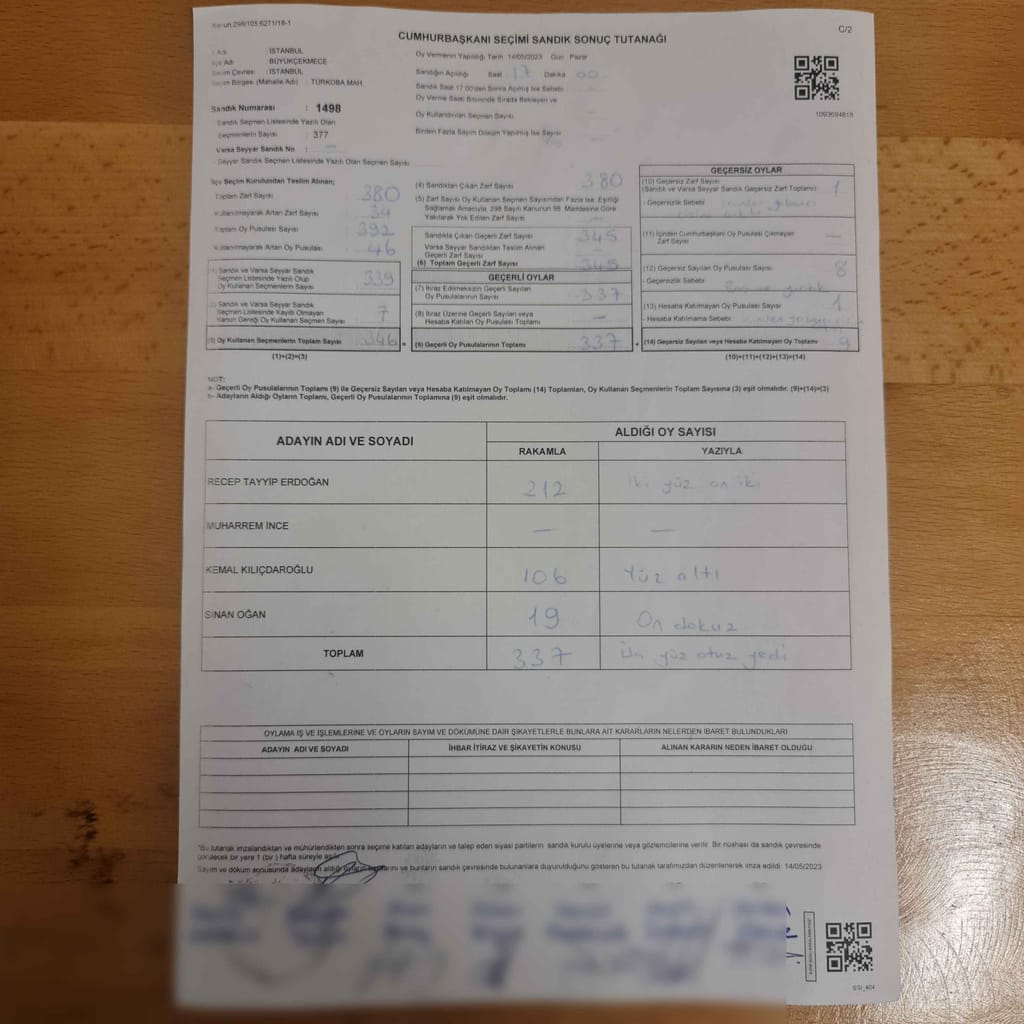 Kanun:298/105 6271/18-1
C/2
CUMHURBAŞKANI SEÇİMİ SANDIK SONUÇ TUTANAĞI
İli Adı : İSTANBUL
İlçe Adı : BÜYÜKÇEKMECE
Seçim Çevresi : İSTANBUL
Seçim Bölgesi (Mahalle Adı) : TÜRKOBA MAH.
Sandık Numarası : 1498
Sandık Seçmen Listesinde Yazılı Olan
Seçmenlerin Sayısı : 377
Varsa Seyyar Sandık No : —
Seyyar Sandık Seçmen Listesinde Yazılı Olan Seçmen Sayısı
Oy Vermenin Yapıldığı Tarih 14/05/2023 Gün Pazar
Sandığın Açıldığı Saat 17 Dakika 00
Sandık Saat 17:00'den Sonra Açılmış İse Sebebi
Oy Verme Saati Bitiminde Sırada Bekleyen ve
Oy Kullandırılan Seçmen Sayısı —
Birden Fazla Sayım Döküm Yapılmış İse Sayısı
1093694819
İlçe Seçim Kurulundan Teslim Alınan;
Toplam Zarf Sayısı 380
Kullanılmayarak Artan Zarf Sayısı 34
Toplam Oy Pusulası Sayısı 392
Kullanılmayarak Artan Oy Pusulası 46
(1) Sandık ve Varsa Seyyar Sandık
Seçmen Listesinde Yazılı Olup
Oy Kullanan Seçmenlerin Sayısı 339
(2) Sandık ve Varsa Seyyar Sandık
Seçmen Listesinde Kayıtlı Olmayan
Kanun Gereği Oy Kullanan Seçmen Sayısı 7
(3) Oy Kullanan Seçmenlerin Toplam Sayısı 346 =
(1)+(2)=(3)
(4) Sandıktan Çıkan Zarf Sayısı 380
(5) Zarf Sayısı Oy Kullanan Seçmen Sayısından Fazla İse, Eşitliği
Sağlamak Amacıyla; 298 Sayılı Kanunun 98. Maddesine Göre
Yakılarak Yok Edilen Zarf Sayısı —
Sandıkta Çıkan Geçerli Zarf Sayısı 345
Varsa Seyyar Sandıktan Teslim Alınan
Geçerli Zarf Sayısı —
(6) Toplam Geçerli Zarf Sayısı 345
GEÇERLİ OYLAR
(7) İtiraz Edilmeksizin Geçerli Sayılan
Oy Pusulalarının Sayısı 337
(8) İtiraz Üzerine Geçerli Sayılan veya
Hesaba Katılan Oy Pusulası Toplamı —
(9) Geçerli Oy Pusulalarının Toplamı 337 +
GEÇERSİZ OYLAR
(10) Geçersiz Zarf Sayısı
(Sandık ve Varsa Seyyar Sandık Geçersiz Zarf Toplamı) 1
- Geçersizlik Sebebi
(11) İçinden Cumhurbaşkanı Oy Pusulası Çıkmayan
Zarf Sayısı —
(12) Geçersiz Sayılan Oy Pusulası Sayısı 8
- Geçersizlik Sebebi
(13) Hesaba Katılmayan Oy Pusulası Sayısı 1
- Hesaba Katılmama Sebebi
(14) Geçersiz Sayılan veya Hesaba Katılmayan Oy Toplamı 9
(10)+(11)+(12)+(13)=(14)
NOT:
a- Geçerli Oy Pusulalarının Toplamı (9) ile Geçersiz Sayılan veya Hesaba Katılmayan Oy Toplamı (14) Toplamları, Oy Kullanan Seçmenlerin Toplam Sayısına (3) eşit olmalıdır. (9)+(14)=(3)
b- Adayların Aldığı Oyların Toplamı, Geçerli Oy Pusulalarının Toplamına (9) eşit olmalıdır.
ADAYIN ADI VE SOYADI ALDIĞI OY SAYISI
RAKAMLA YAZIYLA
RECEP TAYYİP ERDOĞAN 212 İki yüz on iki
MUHARREM İNCE — —
KEMAL KILIÇDAROĞLU 106 Yüz altı
SİNAN OĞAN 19 On dokuz
TOPLAM 337 Üç yüz otuz yedi
OYLAMA İŞ VE İŞLEMLERİNE VE OYLARIN SAYIM VE DÖKÜMÜNE DAİR ŞİKAYETLERLE BUNLARA AİT KARARLARIN NELERDEN İBARET BULUNDUKLARI
ADAYIN ADI VE SOYADI İHBAR İTİRAZ VE ŞİKAYETİN KONUSU ALINAN KARARIN NEDEN İBARET OLDUĞU
"Bu tutanak imzalandıktan ve mühürlendikten sonra seçime katılan adayların ve talep eden siyasi partilerin sandık kurulu üyelerine veya gözlemcilerine verilir. Bir nüshası da sandık çevresinde
görülecek bir yere 1 (bir) hafta süreyle asılır.
Sayım ve döküm sonusunda adayların aldığı oyların toplamını ve bunların sandık çevresinde bulunanlara duyurulduğunu gösteren bu tutanak tarafımızdan düzenlenerek imza edildi. 14/05/2023
SSI_404